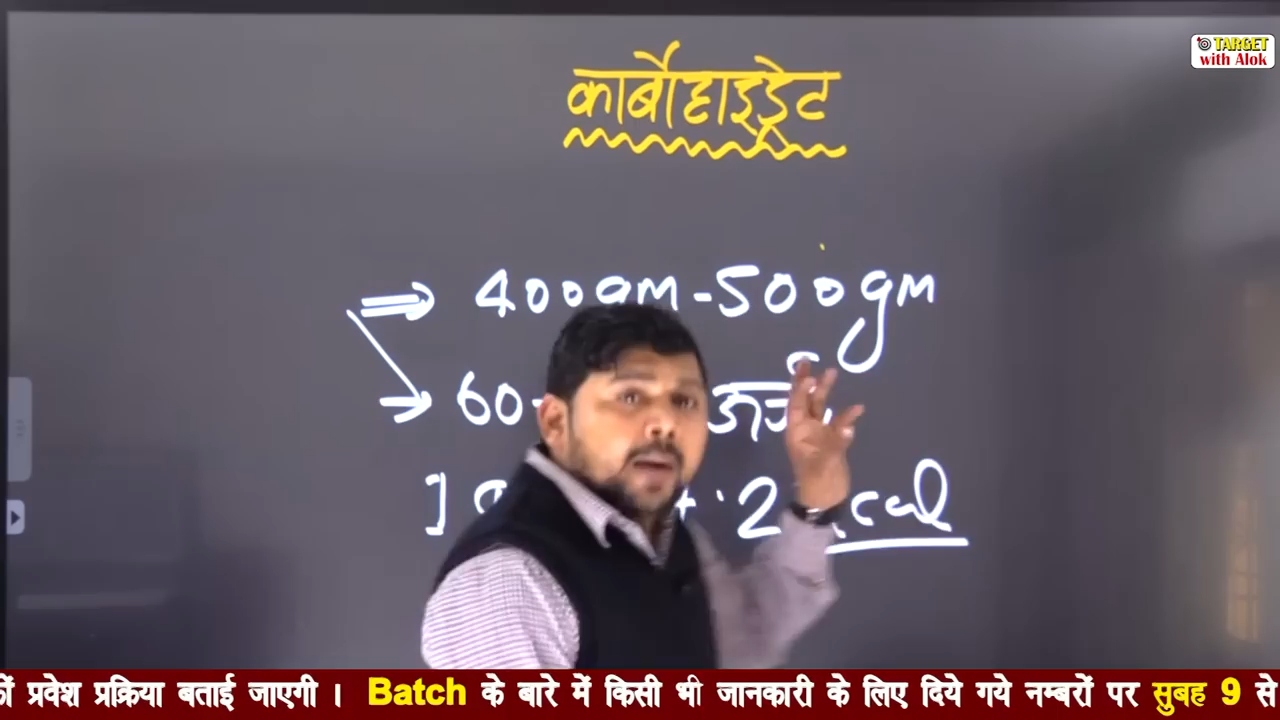 TARGET
with Alok
कार्बोहाइड्रेट
⇒ 400gm-500gm
→ 60-
1
2
cal
प्रवेश प्रक्रिया बताई जाएगी । Batch के बारे में किसी भी जानकारी के लिए दिये गये नम्बरों पर सुबह 9 से